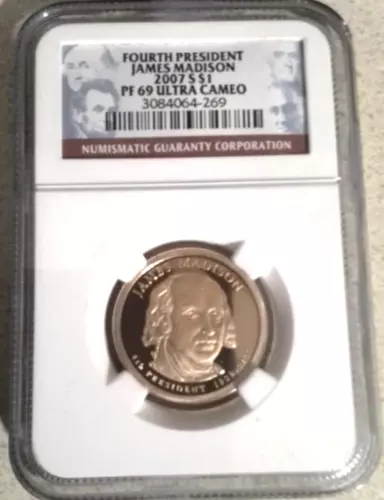 FOURTH PRESIDENT
JAMES MADISON
2007 S $1
PF 69 ULTRA CAMEO
3084064-269
NUMISMATIC GUARANTY CORPORATION
JAMES MADISON
4th PRESIDENT